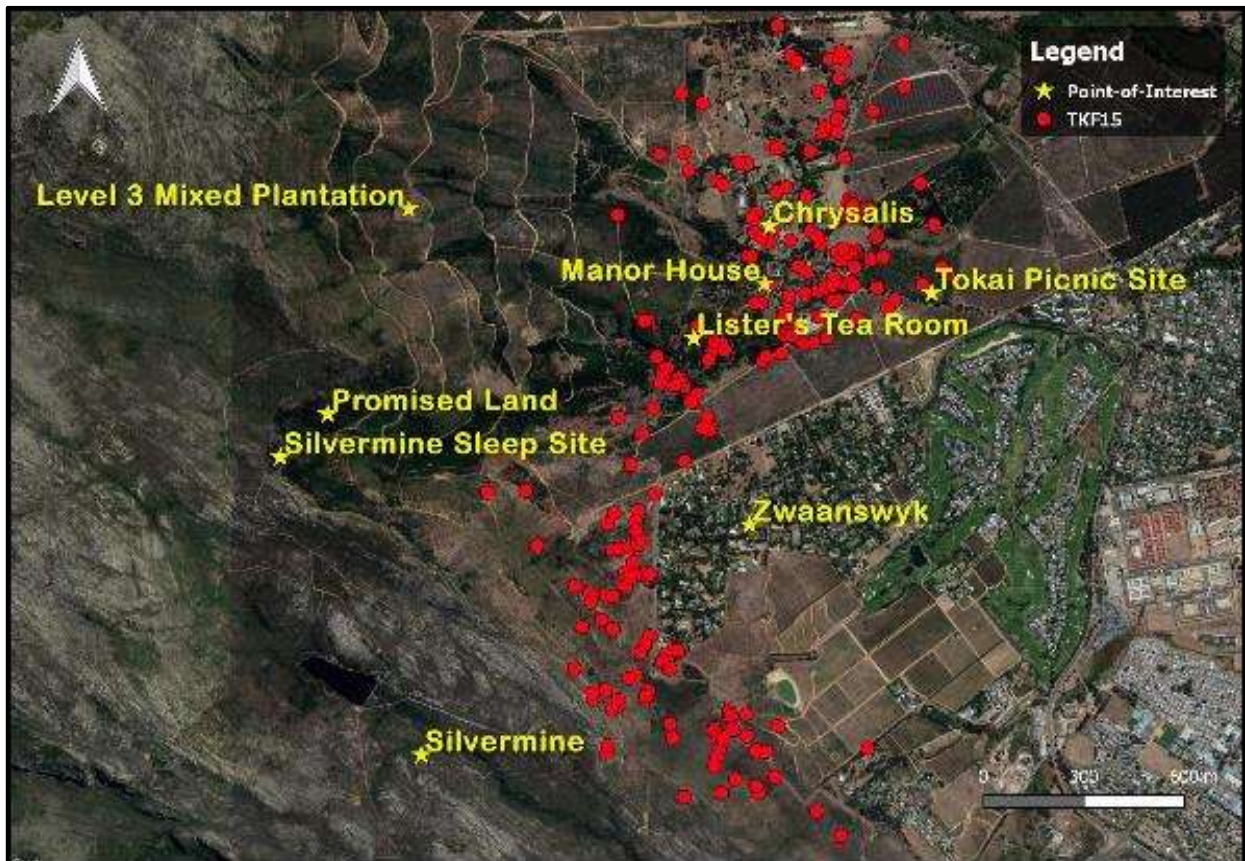 Legend
Point-of-Interest
TKF15
Level 3 Mixed Plantation
Chrysalis
Manor House
Tokai Picnic Site
Lister's Tea Room
Promised Land
Silvermine Sleep Site
Zwaanswyk
Silvermine
0 300 600 m